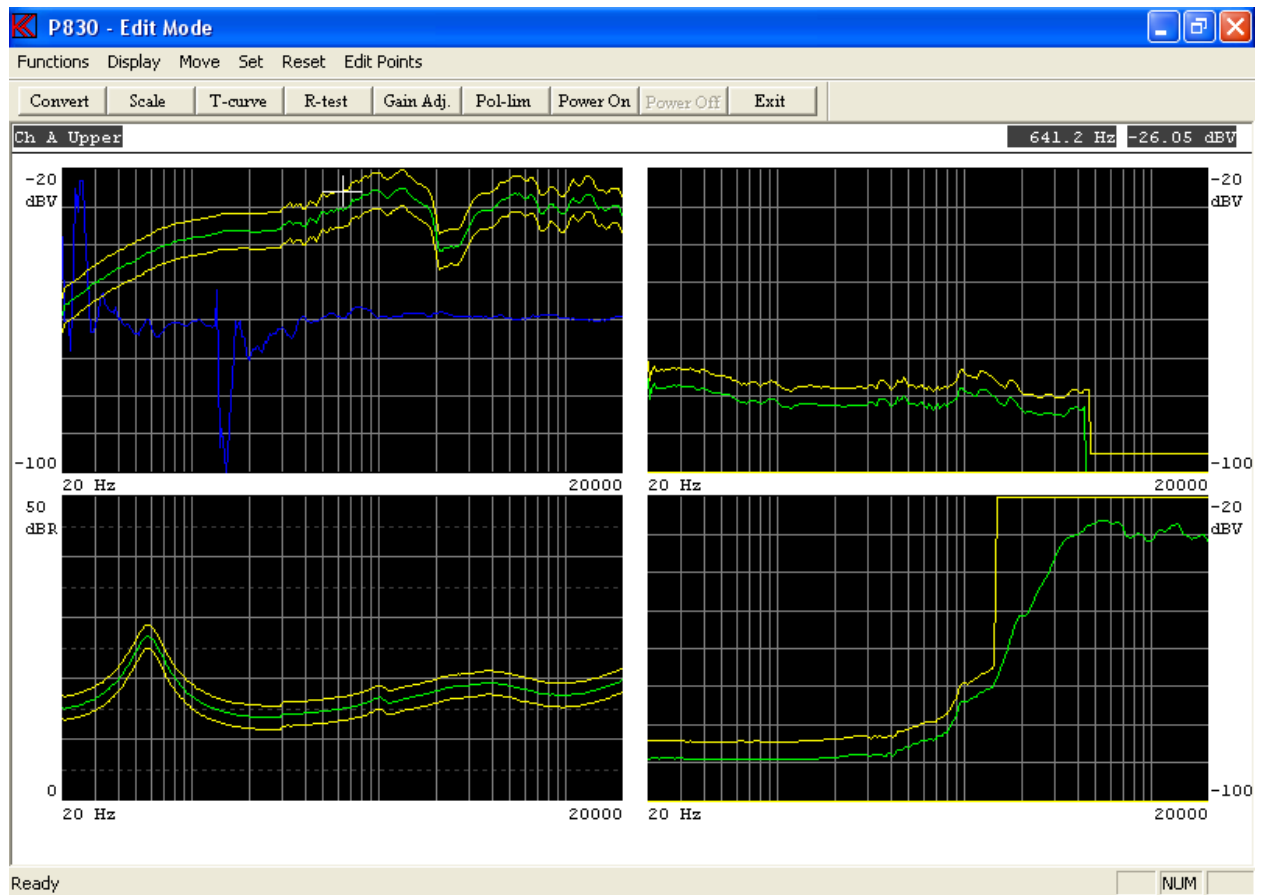 P830 - Edit Mode
Functions Display Move Set Reset Edit Points
Convert Scale T-curve R-test Gain Adj. Pol-lim Power On Power Off Exit
Ch A Upper 641.2 Hz -26.05 dBV
-20 -20
dBV dBV
-100 -100
20 Hz 20000 20 Hz 20000
50 -20
dBR dBV
0 -100
20 Hz 20000 20 Hz 20000
Ready NUM